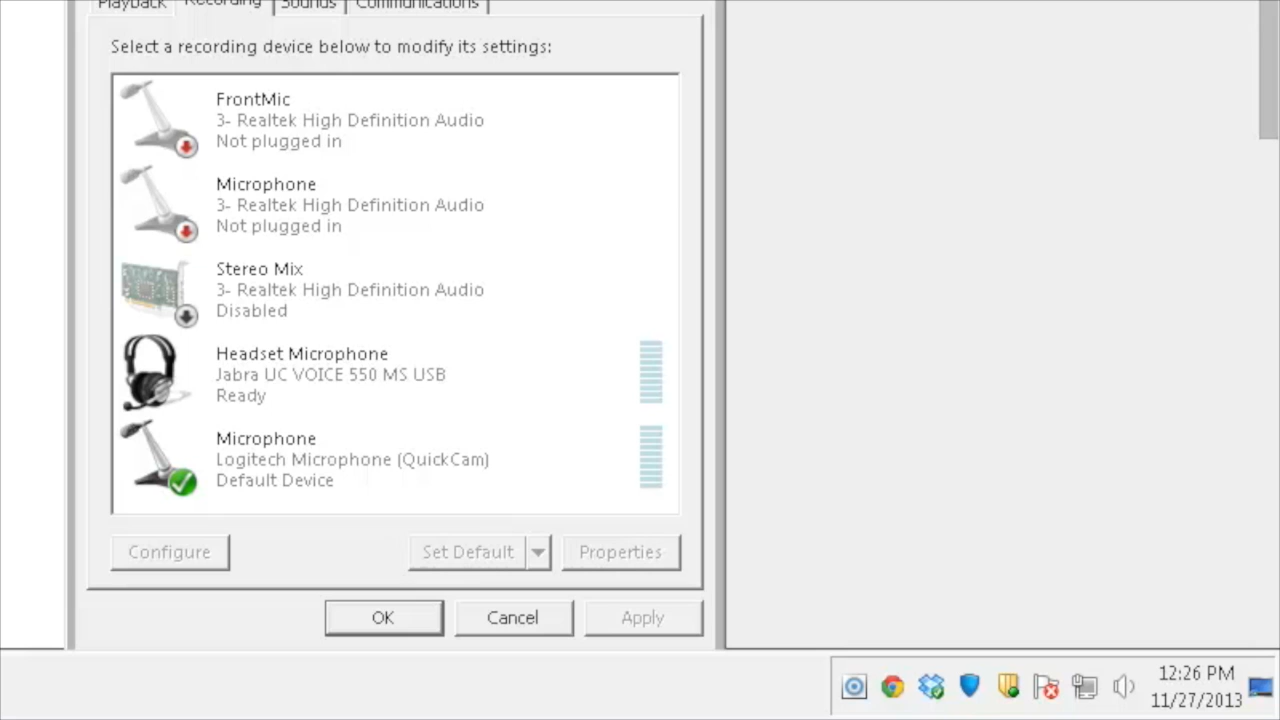 Playback Recording Sounds Communications
Select a recording device below to modify its settings:
FrontMic
3- Realtek High Definition Audio
Not plugged in
Microphone
3- Realtek High Definition Audio
Not plugged in
Stereo Mix
3- Realtek High Definition Audio
Disabled
Headset Microphone
Jabra UC VOICE 550 MS USB
Ready
Microphone
Logitech Microphone (QuickCam)
Default Device
Configure Set Default Properties
OK Cancel Apply
12:26 PM
11/27/2013